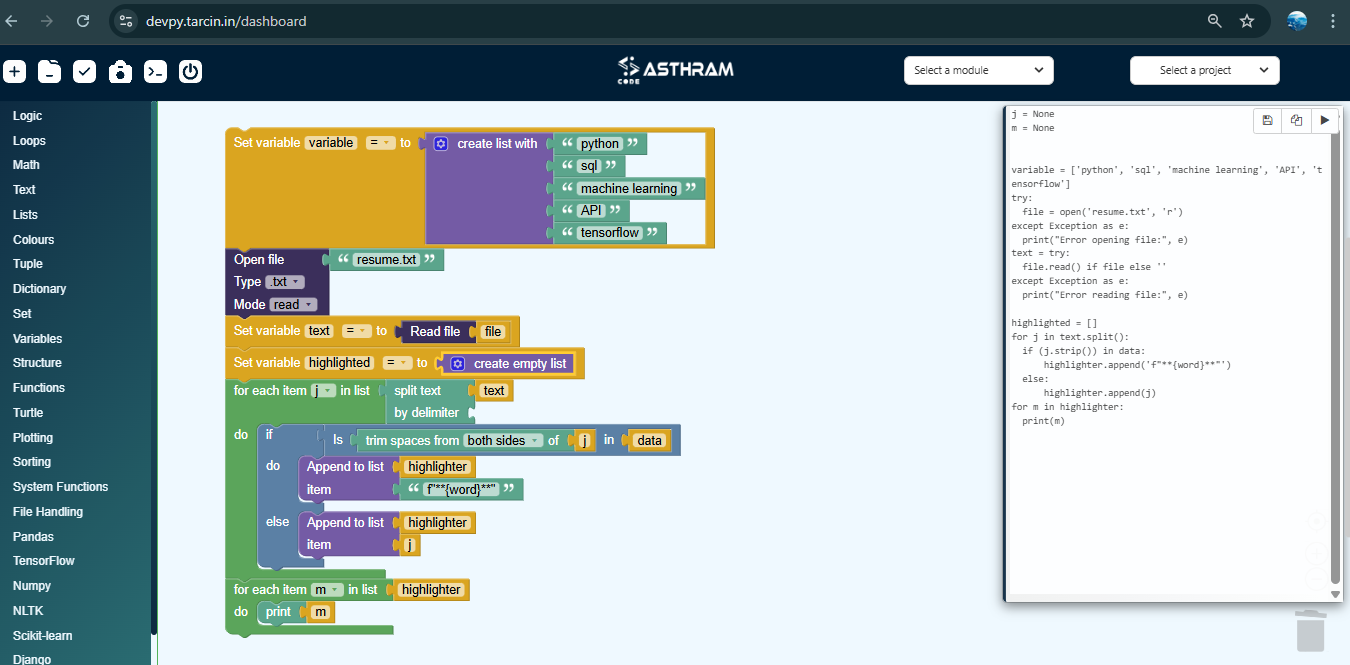 devpy.tarcin.in/dashboard
CODE
ASTHRAM
Select a module
Select a project
Logic
Loops
Math
Text
Lists
Colours
Tuple
Dictionary
Set
Variables
Structure
Functions
Turtle
Plotting
Sorting
System Functions
File Handling
Pandas
TensorFlow
Numpy
NLTK
Scikit-learn
Django
Set variable variable = to create list with “ python ”
“ sql ”
“ machine learning ”
“ API ”
“ tensorflow ”
Open file “ resume.txt ”
Type .txt
Mode read
Set variable text = to Read file file
Set variable highlighted = to create empty list
for each item j in list split text text
by delimiter
do if Is trim spaces from both sides of j in data
do Append to list highlighter
item “ f"**{word}**" ”
else Append to list highlighter
item j
for each item m in list highlighter
do print m
j = None
m = None
variable = ['python', 'sql', 'machine learning', 'API', 't
ensorflow']
try:
file = open('resume.txt', 'r')
except Exception as e:
print("Error opening file:", e)
text = try:
file.read() if file else ''
except Exception as e:
print("Error reading file:", e)
highlighted = []
for j in text.split():
if (j.strip()) in data:
highlighter.append('f"**{word}**"')
else:
highlighter.append(j)
for m in highlighter:
print(m)